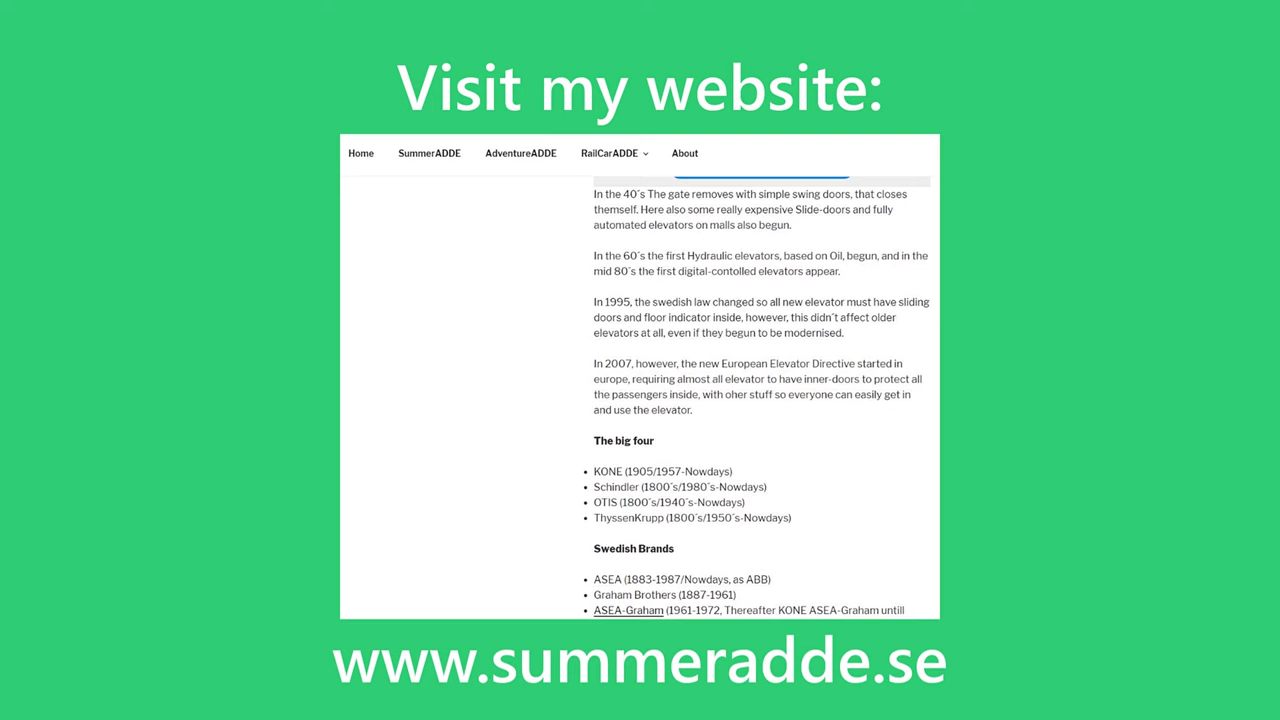 Visit my website:
Home SummerADDE AdventureADDE RailCarADDE About
In the 40´s The gate removes with simple swing doors, that closes
themself. Here also some really expensive Slide-doors and fully
automated elevators on malls also begun.
In the 60´s the first Hydraulic elevators, based on Oil, begun, and in the
mid 80´s the first digital-contolled elevators appear.
In 1995, the swedish law changed so all new elevator must have sliding
doors and floor indicator inside, however, this didn´t affect older
elevators at all, even if they begun to be modernised.
In 2007, however, the new European Elevator Directive started in
europe, requiring almost all elevator to have inner-doors to protect all
the passengers inside, with oher stuff so everyone can easily get in
and use the elevator.
The big four
• KONE (1905/1957-Nowdays)
• Schindler (1800´s/1980´s-Nowdays)
• OTIS (1800´s/1940´s-Nowdays)
• ThyssenKrupp (1800´s/1950´s-Nowdays)
Swedish Brands
• ASEA (1883-1987/Nowdays, as ABB)
• Graham Brothers (1887-1961)
• ASEA-Graham (1961-1972, Thereafter KONE ASEA-Graham untill
www.summeradde.se